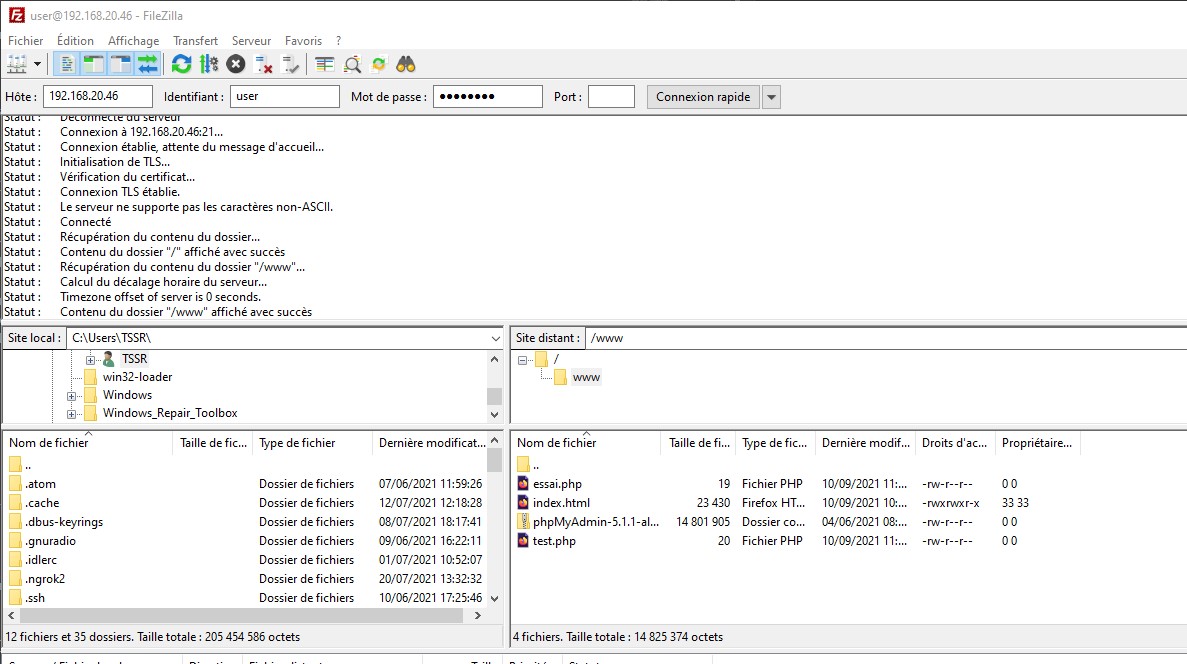 user@192.168.20.46 - FileZilla
Fichier Édition Affichage Transfert Serveur Favoris ?
Hôte : 192.168.20.46 Identifiant : user Mot de passe : ●●●●●●●● Port : Connexion rapide
Statut : Déconnecté du serveur
Statut : Connexion à 192.168.20.46:21...
Statut : Connexion établie, attente du message d'accueil...
Statut : Initialisation de TLS...
Statut : Vérification du certificat...
Statut : Connexion TLS établie.
Statut : Le serveur ne supporte pas les caractères non-ASCII.
Statut : Connecté
Statut : Récupération du contenu du dossier...
Statut : Contenu du dossier "/" affiché avec succès
Statut : Récupération du contenu du dossier "/www"...
Statut : Calcul du décalage horaire du serveur...
Statut : Timezone offset of server is 0 seconds.
Statut : Contenu du dossier "/www" affiché avec succès
Site local : C:\Users\TSSR\
TSSR
win32-loader
Windows
Windows_Repair_Toolbox
Site distant : /www
/
www
Nom de fichier Taille de fic... Type de fichier Dernière modificat...
..
.atom Dossier de fichiers 07/06/2021 11:59:26
.cache Dossier de fichiers 12/07/2021 12:18:28
.dbus-keyrings Dossier de fichiers 08/07/2021 18:17:41
.gnuradio Dossier de fichiers 09/06/2021 16:22:11
.idlerc Dossier de fichiers 01/07/2021 10:52:07
.ngrok2 Dossier de fichiers 20/07/2021 13:32:32
.ssh Dossier de fichiers 10/06/2021 17:25:46
12 fichiers et 35 dossiers. Taille totale : 205 454 586 octets
Nom de fichier Taille de fi... Type de fic... Dernière modif... Droits d'ac... Propriétaire...
..
essai.php 19 Fichier PHP 10/09/2021 11:... -rw-r--r-- 0 0
index.html 23 430 Firefox HT... 10/09/2021 10:... -rwxrwxr-x 33 33
phpMyAdmin-5.1.1-al... 14 801 905 Dossier co... 04/06/2021 08:... -rw-r--r-- 0 0
test.php 20 Fichier PHP 10/09/2021 11:... -rw-r--r-- 0 0
4 fichiers. Taille totale : 14 825 374 octets